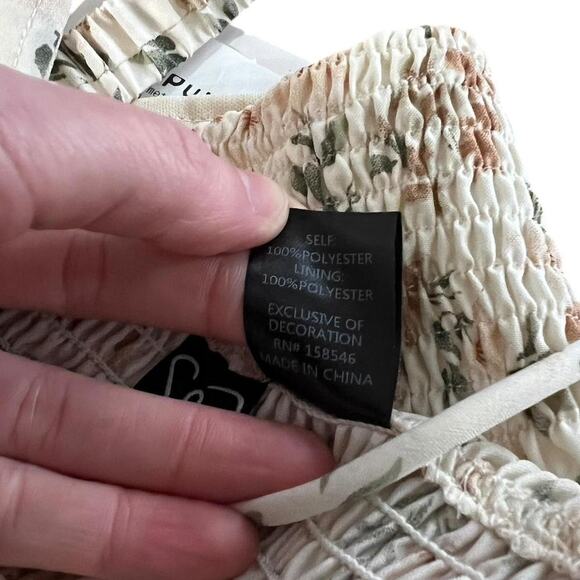 SELF:
100%POLYESTER
LINING:
100%POLYESTER
EXCLUSIVE OF
DECORATION
RN# 158546
MADE IN CHINA